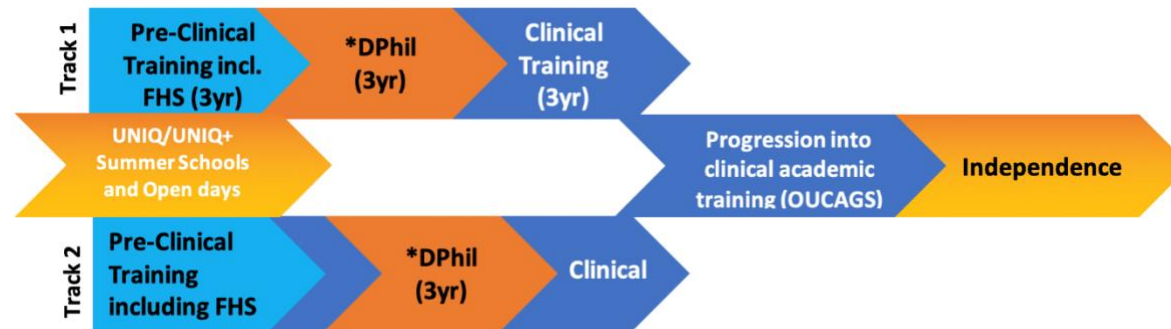 Track 1
Pre-Clinical
Training incl.
FHS (3yr)
*DPhil
(3yr)
Clinical
Training
(3yr)
UNIQ/UNIQ+
Summer Schools
and Open days
Progression into
clinical academic
training (OUCAGS)
Independence
Track 2
Pre-Clinical
Training
including FHS
*DPhil
(3yr)
Clinical